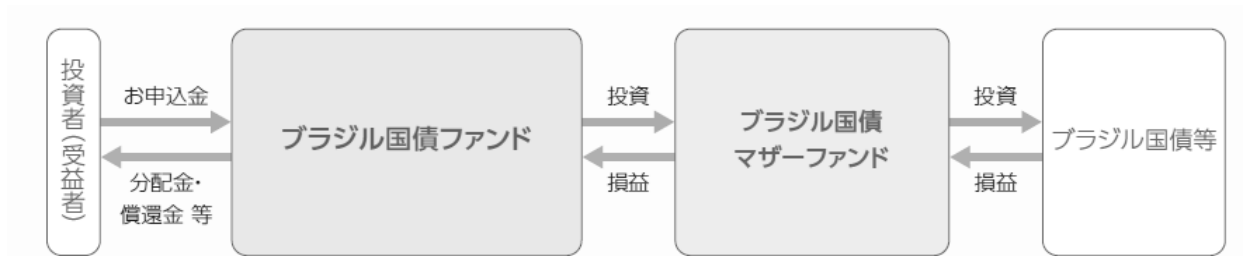 投資者(受益者)
お申込金
分配金・
償還金 等
ブラジル国債ファンド
投資
損益
ブラジル国債
マザーファンド
投資
損益
ブラジル国債等